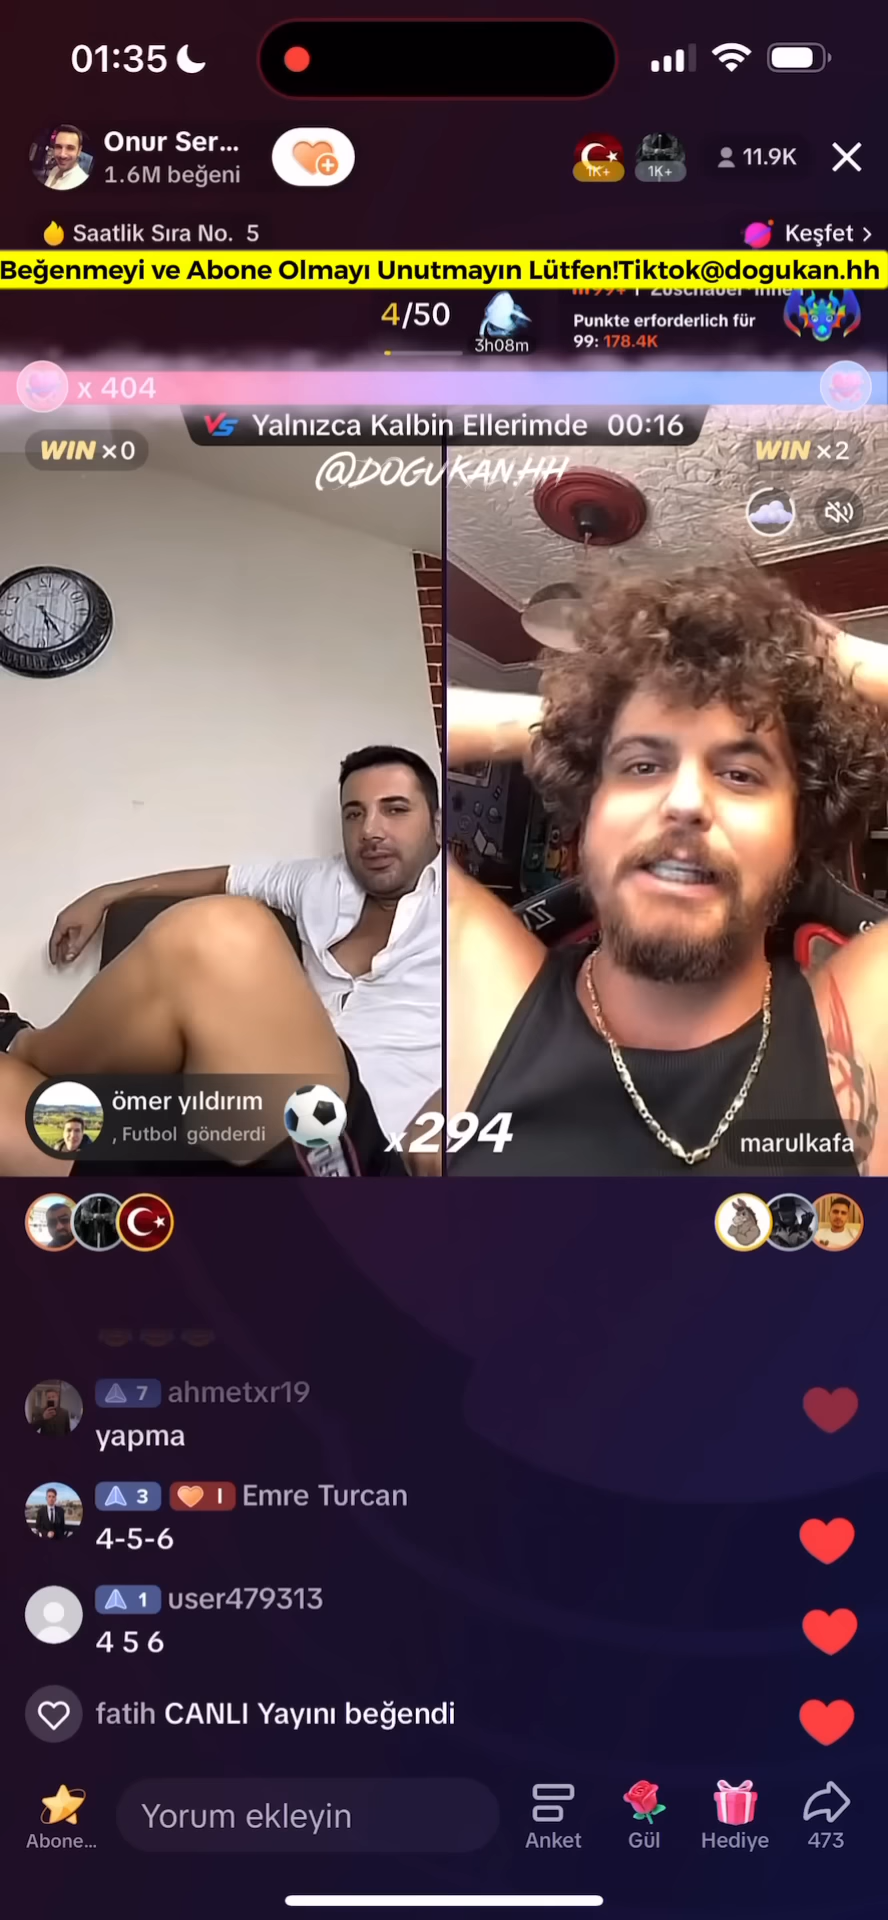 01:35
Onur Ser...
1.6M beğeni
1K+
1K+
11.9K
Saatlik Sıra No. 5
Keşfet >
Beğenmeyi ve Abone Olmayı Unutmayın Lütfen!Tiktok@dogukan.hh
4/50
3h08m
Zuschauer*inne
Punkte erforderlich für
99: 178.4K
x 404
VS Yalnızca Kalbin Ellerimde 00:16
WIN x0
WIN x2
@DOGUKAN.HH
ömer yıldırım
, Futbol gönderdi
x294
marulkafa
7 ahmetxr19
yapma
3 I Emre Turcan
4-5-6
1 user479313
4 5 6
fatih CANLI Yayını beğendi
Abone...
Yorum ekleyin
Anket
Gül
Hediye
473